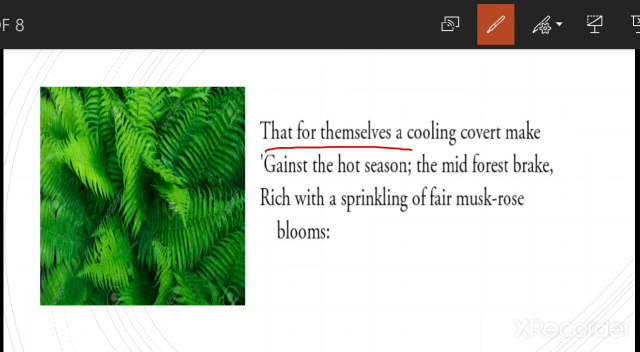 OF 8
That for themselves a cooling covert make
'Gainst the hot season; the mid forest brake,
Rich with a sprinkling of fair musk-rose
blooms:
XRecorder